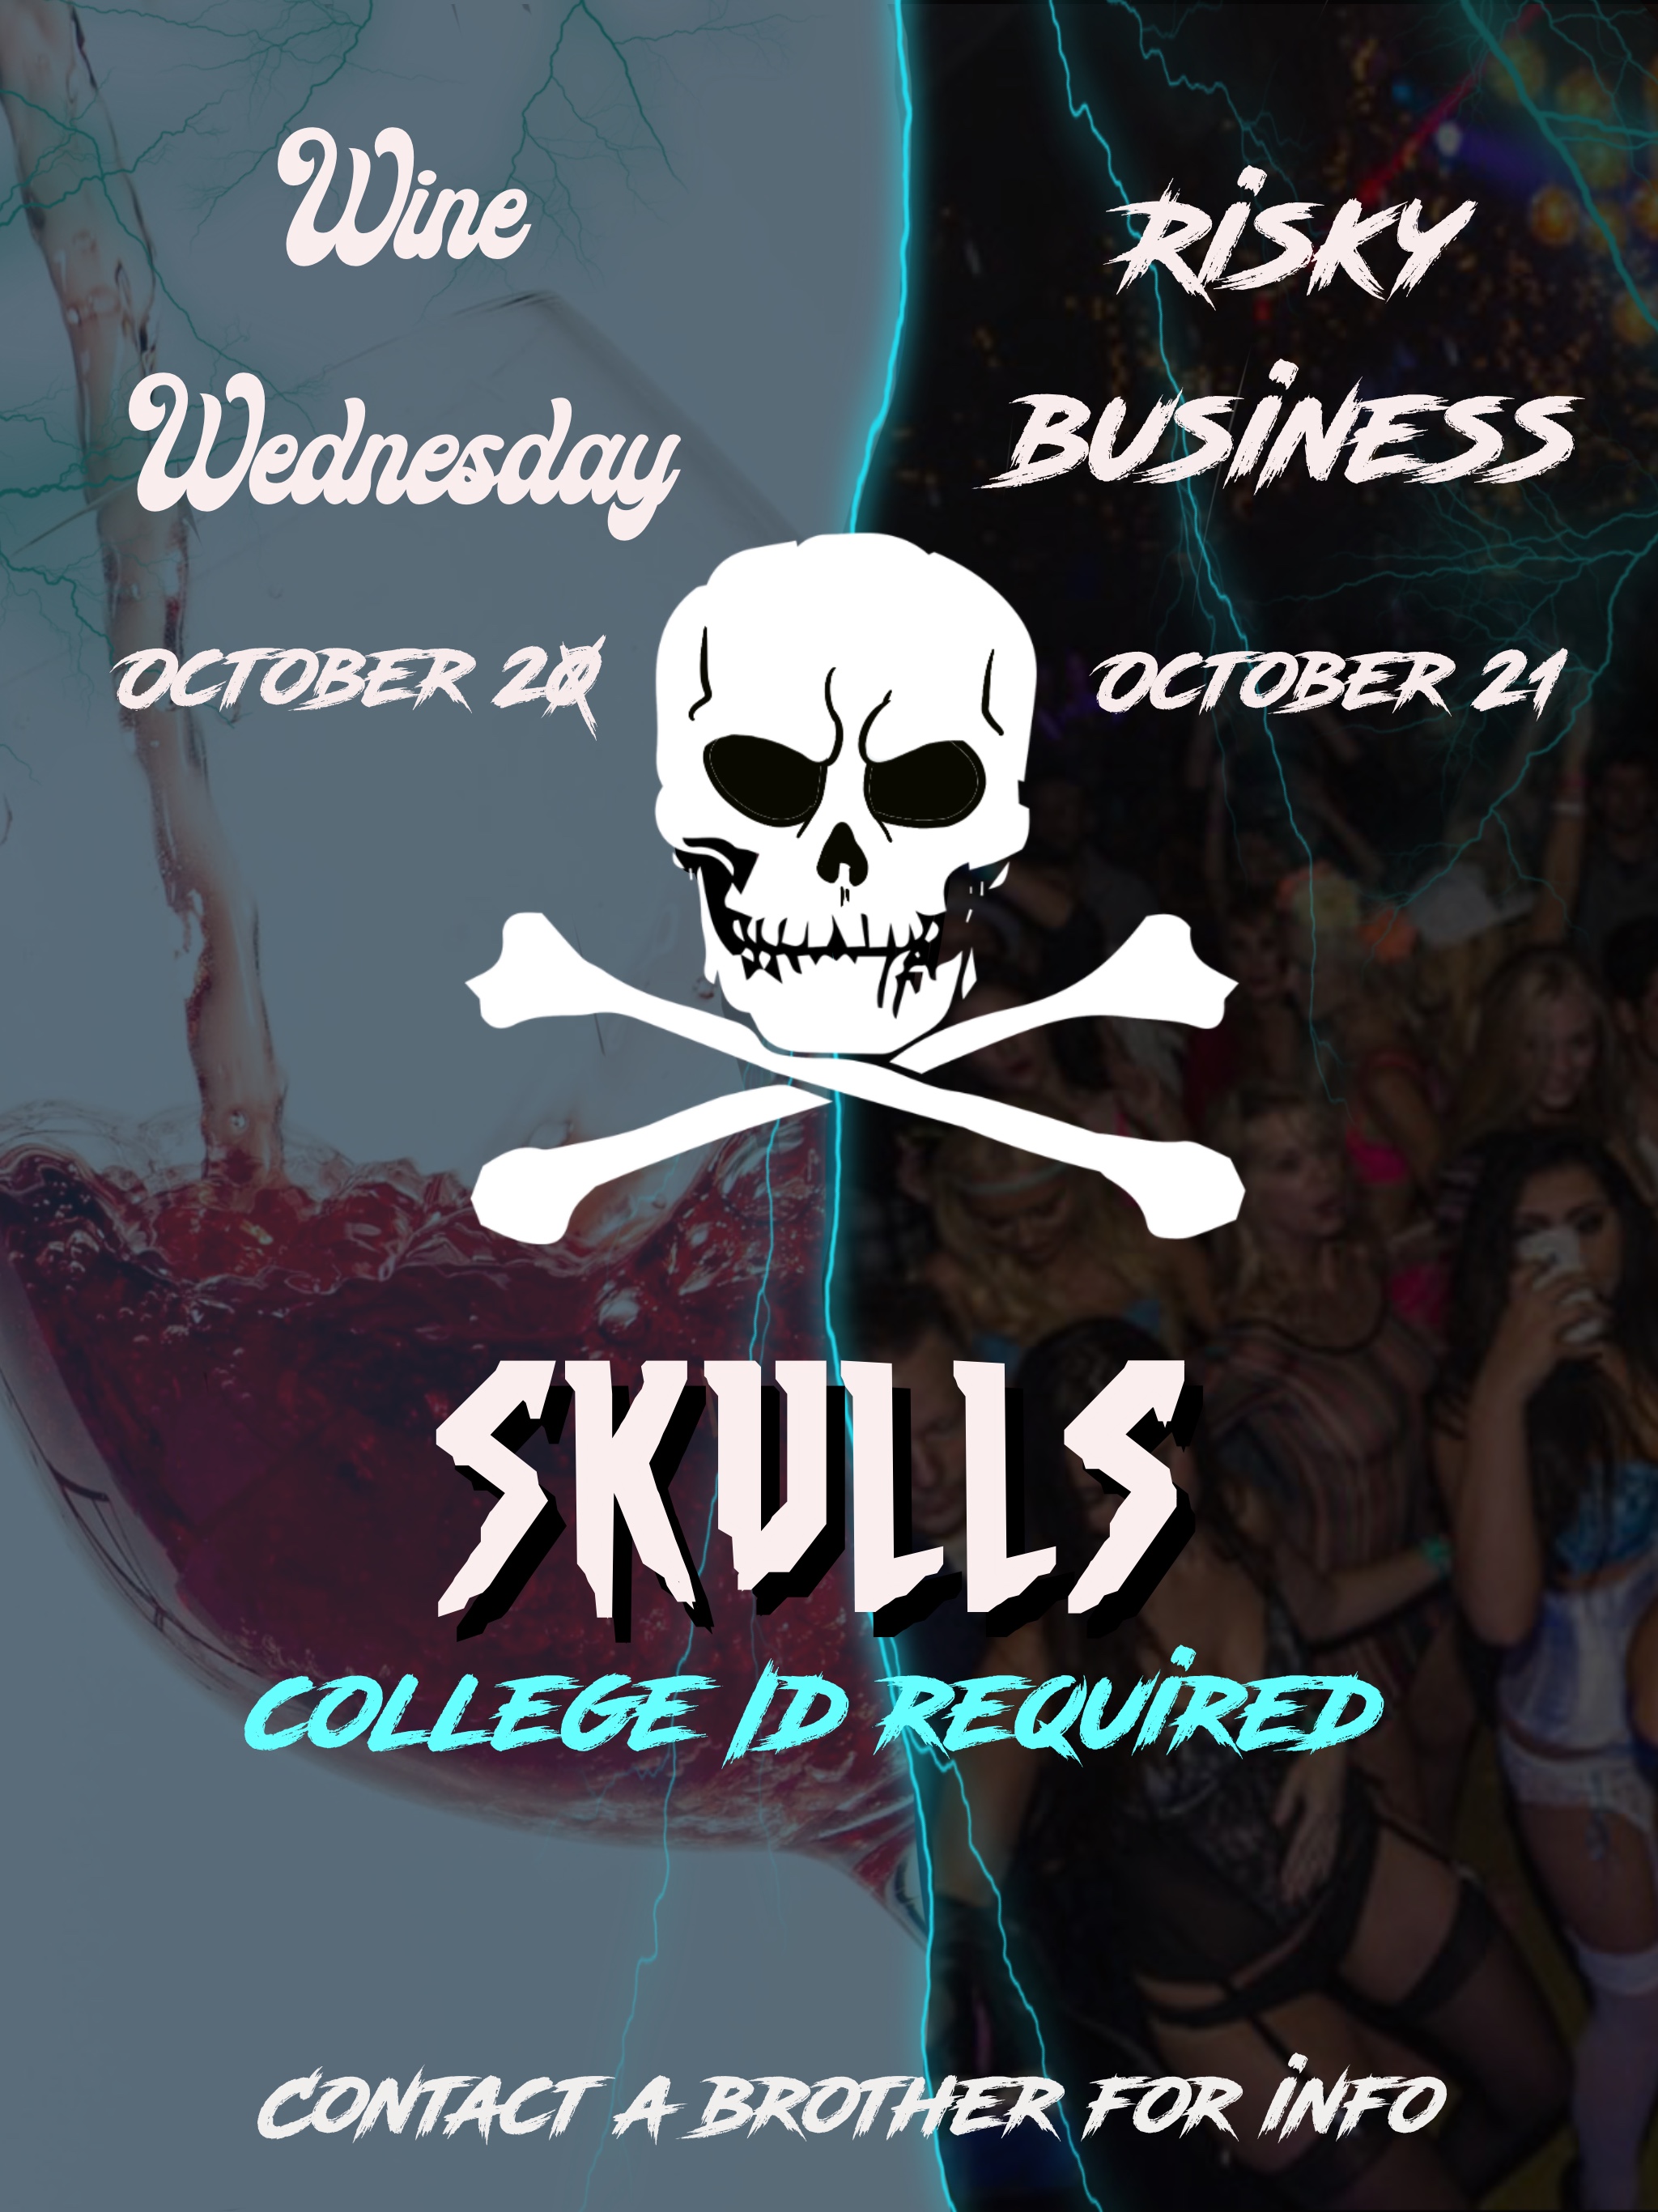 Wine
Wednesday
OCTOBER 20
RISKY
BUSINESS
OCTOBER 21
SKULLS
COLLEGE ID REQUIRED
CONTACT A BROTHER FOR INFO